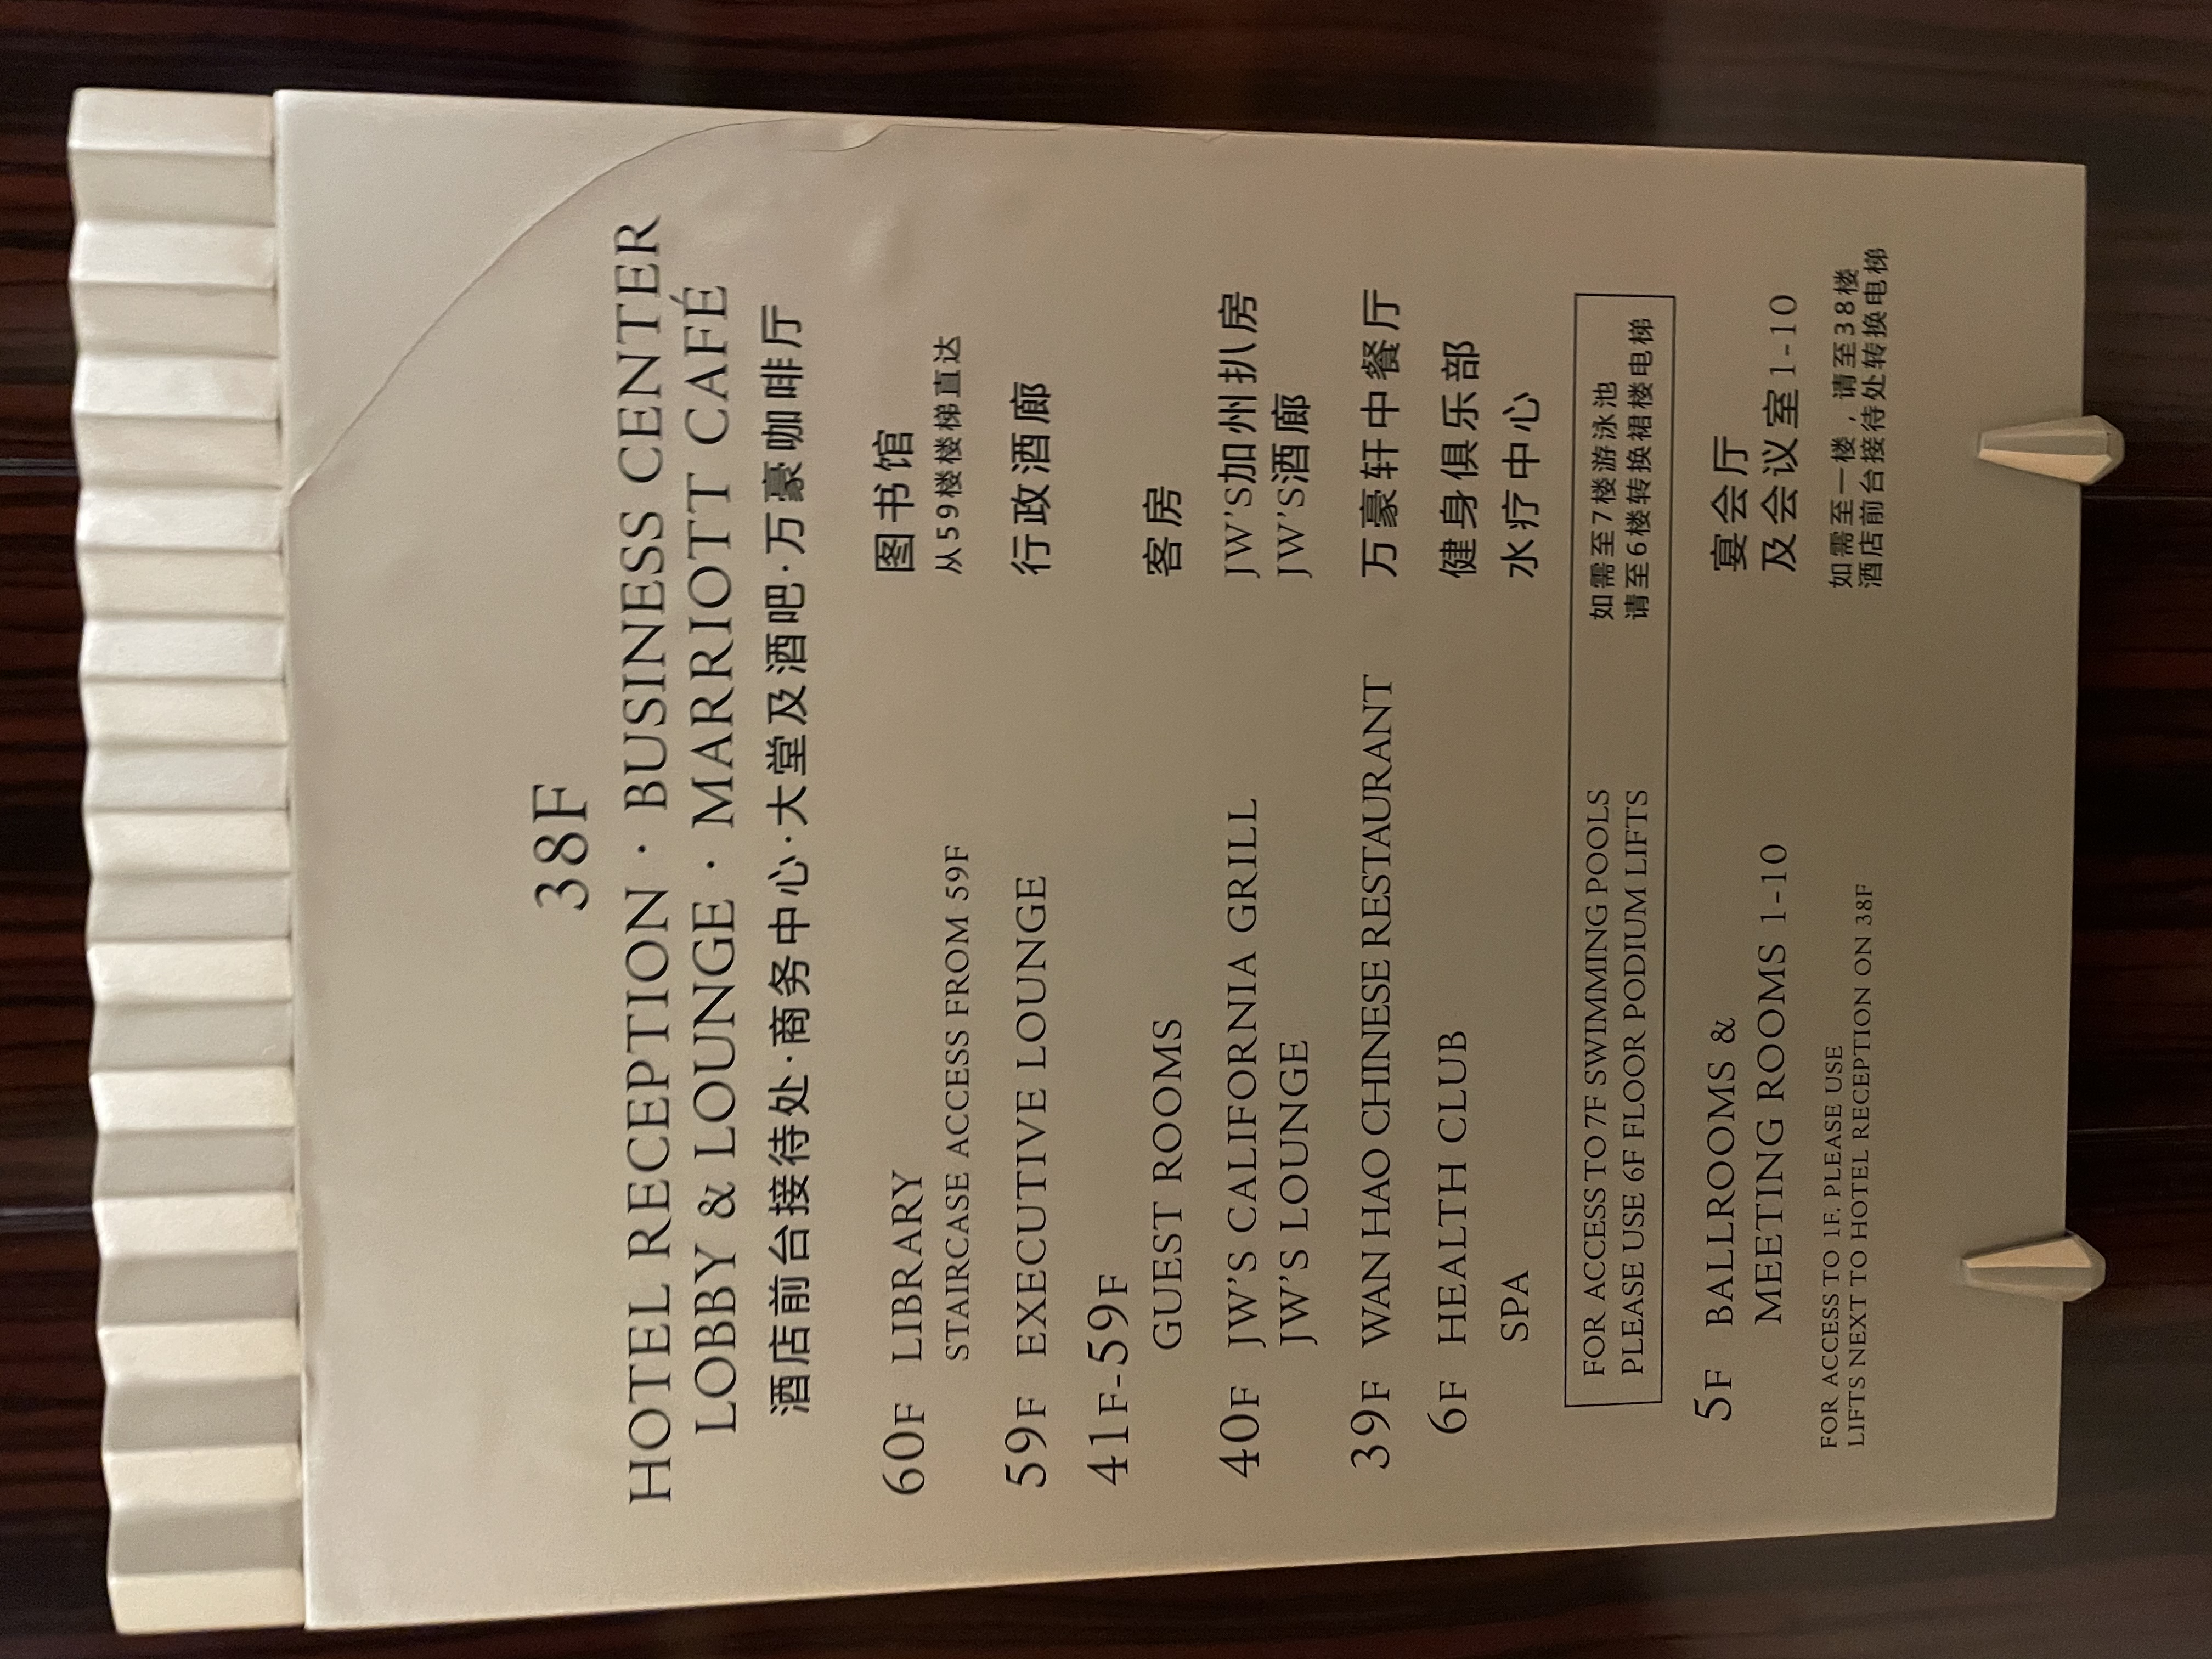 38F
HOTEL RECEPTION · BUSINESS CENTER
LOBBY & LOUNGE · MARRIOTT CAFÉ
酒店前台接待处·商务中心·大堂及酒吧·万豪咖啡厅
60F LIBRARY 图书馆
STAIRCASE ACCESS FROM 59F 从59楼楼梯直达
59F EXECUTIVE LOUNGE 行政酒廊
41F-59F
GUEST ROOMS 客房
40F JW'S CALIFORNIA GRILL JW'S加州扒房
JW'S LOUNGE JW'S酒廊
39F WAN HAO CHINESE RESTAURANT 万豪轩中餐厅
6F HEALTH CLUB 健身俱乐部
SPA 水疗中心
FOR ACCESS TO 7F SWIMMING POOLS 如需至7楼游泳池
PLEASE USE 6F FLOOR PODIUM LIFTS 请至6楼转换裙楼电梯
5F BALLROOMS & 宴会厅
MEETING ROOMS 1-10 及会议室1-10
FOR ACCESS TO 1F. PLEASE USE 如需至一楼，请至38楼
LIFTS NEXT TO HOTEL RECEPTION ON 38F 酒店前台接待处转换电梯